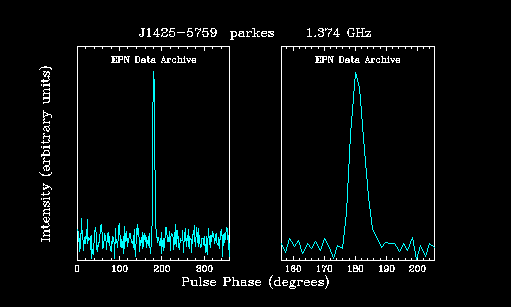 J1425-5759 parkes 1.374 GHz
EPN Data Archive EPN Data Archive
Intensity (arbitrary units)
0 100 200 300 160 170 180 190 200
Pulse Phase (degrees)